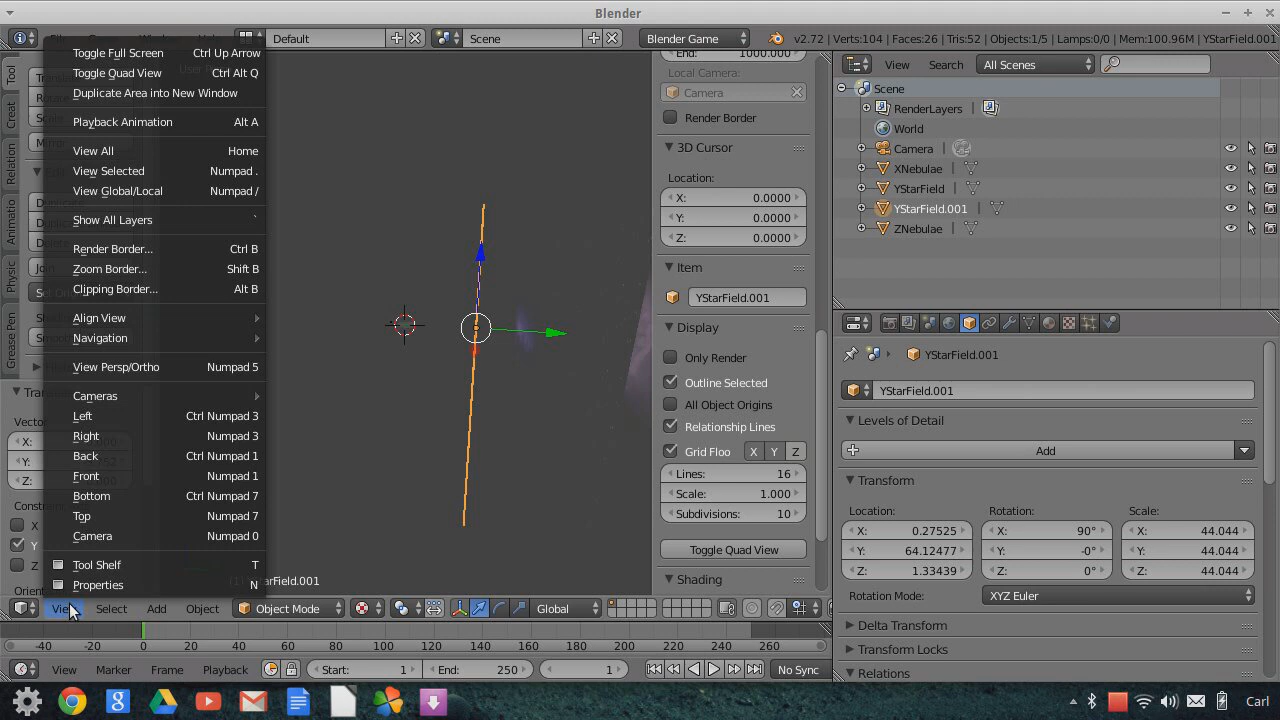 Blender
Default
Scene
Blender Game
v2.72 | Verts:104 | Faces:26 | Tris:52 | Objects:1/5 | Lamps:0/0 | Mem:100.96M | YStarField.001
Toggle Full Screen Ctrl Up Arrow
Toggle Quad View Ctrl Alt Q
Duplicate Area into New Window
Playback Animation Alt A
View All Home
View Selected Numpad .
View Global/Local Numpad /
Show All Layers `
Render Border... Ctrl B
Zoom Border... Shift B
Clipping Border... Alt B
Align View
Navigation
View Persp/Ortho Numpad 5
Cameras
Left Ctrl Numpad 3
Right Numpad 3
Back Ctrl Numpad 1
Front Numpad 1
Bottom Ctrl Numpad 7
Top Numpad 7
Camera Numpad 0
Tool Shelf T
Properties N
Tool
Creat
Relation
Animatio
Physic
Grease Pen
Vector
X:
Y:
Z:
X
Y
Z
End: 1000.000
Local Camera:
Camera
Render Border
3D Cursor
Location:
X: 0.0000
Y: 0.0000
Z: 0.0000
Item
YStarField.001
Display
Only Render
Outline Selected
All Object Origins
Relationship Lines
Grid Floo X Y Z
Lines: 16
Scale: 1.000
Subdivisions: 10
Toggle Quad View
Shading
View Select Add Object Object Mode Global
-40 -20 0 20 40 60 80 100 120 140 160 180 200 220 240 260
View Marker Frame Playback Start: 1 End: 250 1 No Sync
View Search All Scenes
Scene
RenderLayers
World
Camera
XNebulae
YStarField
YStarField.001
ZNebulae
YStarField.001
YStarField.001
Levels of Detail
Add
Transform
Location: Rotation: Scale:
X: 0.27525 X: 90° X: 44.044
Y: 64.12477 Y: -0° Y: 44.044
Z: 1.33439 Z: 0° Z: 44.044
Rotation Mode: XYZ Euler
Delta Transform
Transform Locks
Relations
Carl